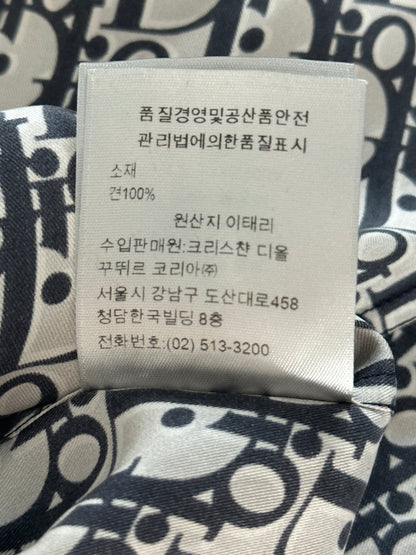 품질경영및공산품안전
관리법에의한품질표시
소재
견100%
원산지 이태리
수입판매원:크리스챤 디올
꾸뛰르 코리아㈜
서울시 강남구 도산대로458
청담한국빌딩 8층
전화번호:(02) 513-3200